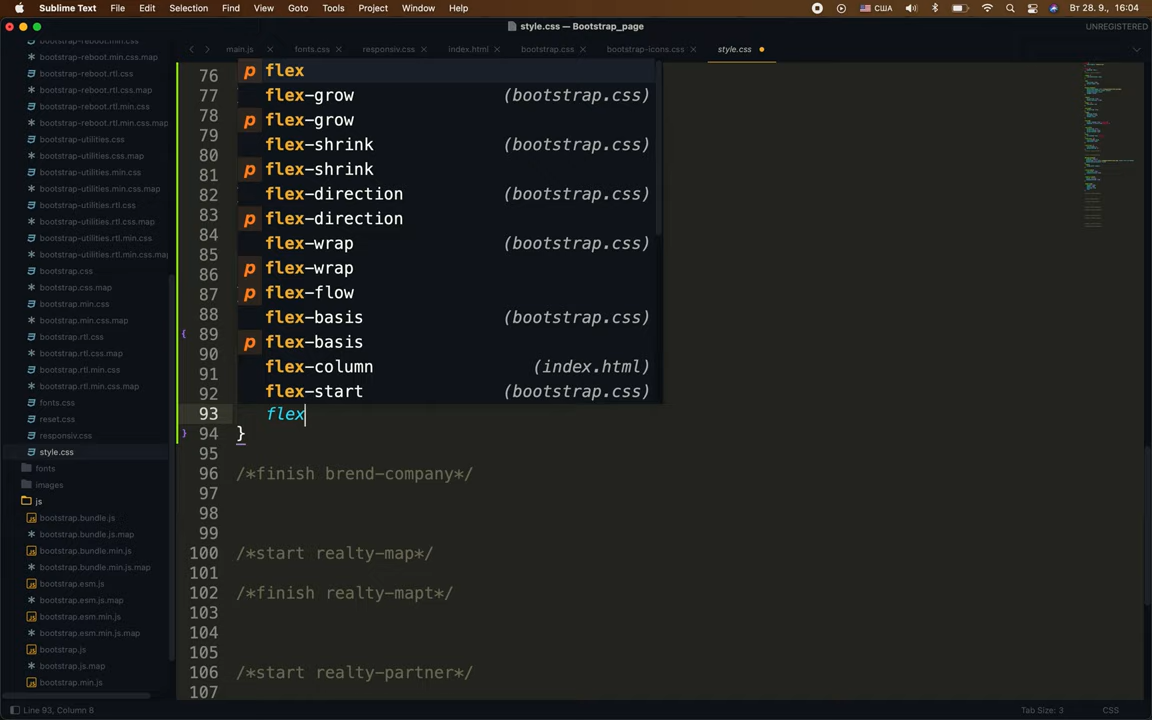 Sublime Text File Edit Selection Find View Goto Tools Project Window Help США Вт 28. 9., 16:04
style.css — Bootstrap_page UNREGISTERED
main.js fonts.css responsiv.css index.html bootstrap.css bootstrap-icons.css style.css
bootstrap-reboot.min.css.map
bootstrap-reboot.rtl.css
bootstrap-reboot.rtl.css.map
bootstrap-reboot.rtl.min.css
bootstrap-reboot.rtl.min.css.map
bootstrap-utilities.css
bootstrap-utilities.css.map
bootstrap-utilities.min.css
bootstrap-utilities.min.css.map
bootstrap-utilities.rtl.css
bootstrap-utilities.rtl.css.map
bootstrap-utilities.rtl.min.css
bootstrap-utilities.rtl.min.css.map
bootstrap.css
bootstrap.css.map
bootstrap.min.css
bootstrap.min.css.map
bootstrap.rtl.css
bootstrap.rtl.css.map
bootstrap.rtl.min.css
bootstrap.rtl.min.css.map
fonts.css
reset.css
responsiv.css
style.css
fonts
images
js
bootstrap.bundle.js
bootstrap.bundle.js.map
bootstrap.bundle.min.js
bootstrap.bundle.min.js.map
bootstrap.esm.js
bootstrap.esm.js.map
bootstrap.esm.min.js
bootstrap.esm.min.js.map
bootstrap.js
bootstrap.js.map
bootstrap.min.js
76
77
78
79
80
81
82
83
84
85
86
87
88
89
90
91
92
p flex
flex-grow (bootstrap.css)
p flex-grow
flex-shrink (bootstrap.css)
p flex-shrink
flex-direction (bootstrap.css)
p flex-direction
flex-wrap (bootstrap.css)
p flex-wrap
p flex-flow
flex-basis (bootstrap.css)
p flex-basis
flex-column (index.html)
flex-start (bootstrap.css)
93 flex
94 }
95
96 /*finish brend-company*/
97
98
99
100 /*start realty-map*/
101
102 /*finish realty-mapt*/
103
104
105
106 /*start realty-partner*/
107
Line 93, Column 8 Tab Size: 3 CSS